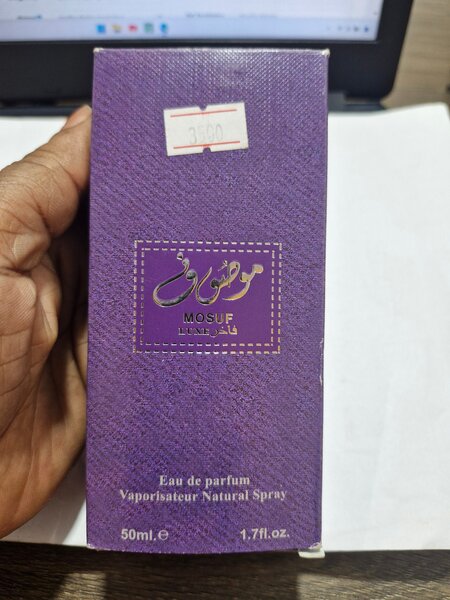 3500
موصوف
MOSUF
LUXE فاخر
Eau de parfum
Vaporisateur Natural Spray
50ml.e 1.7fl.oz.